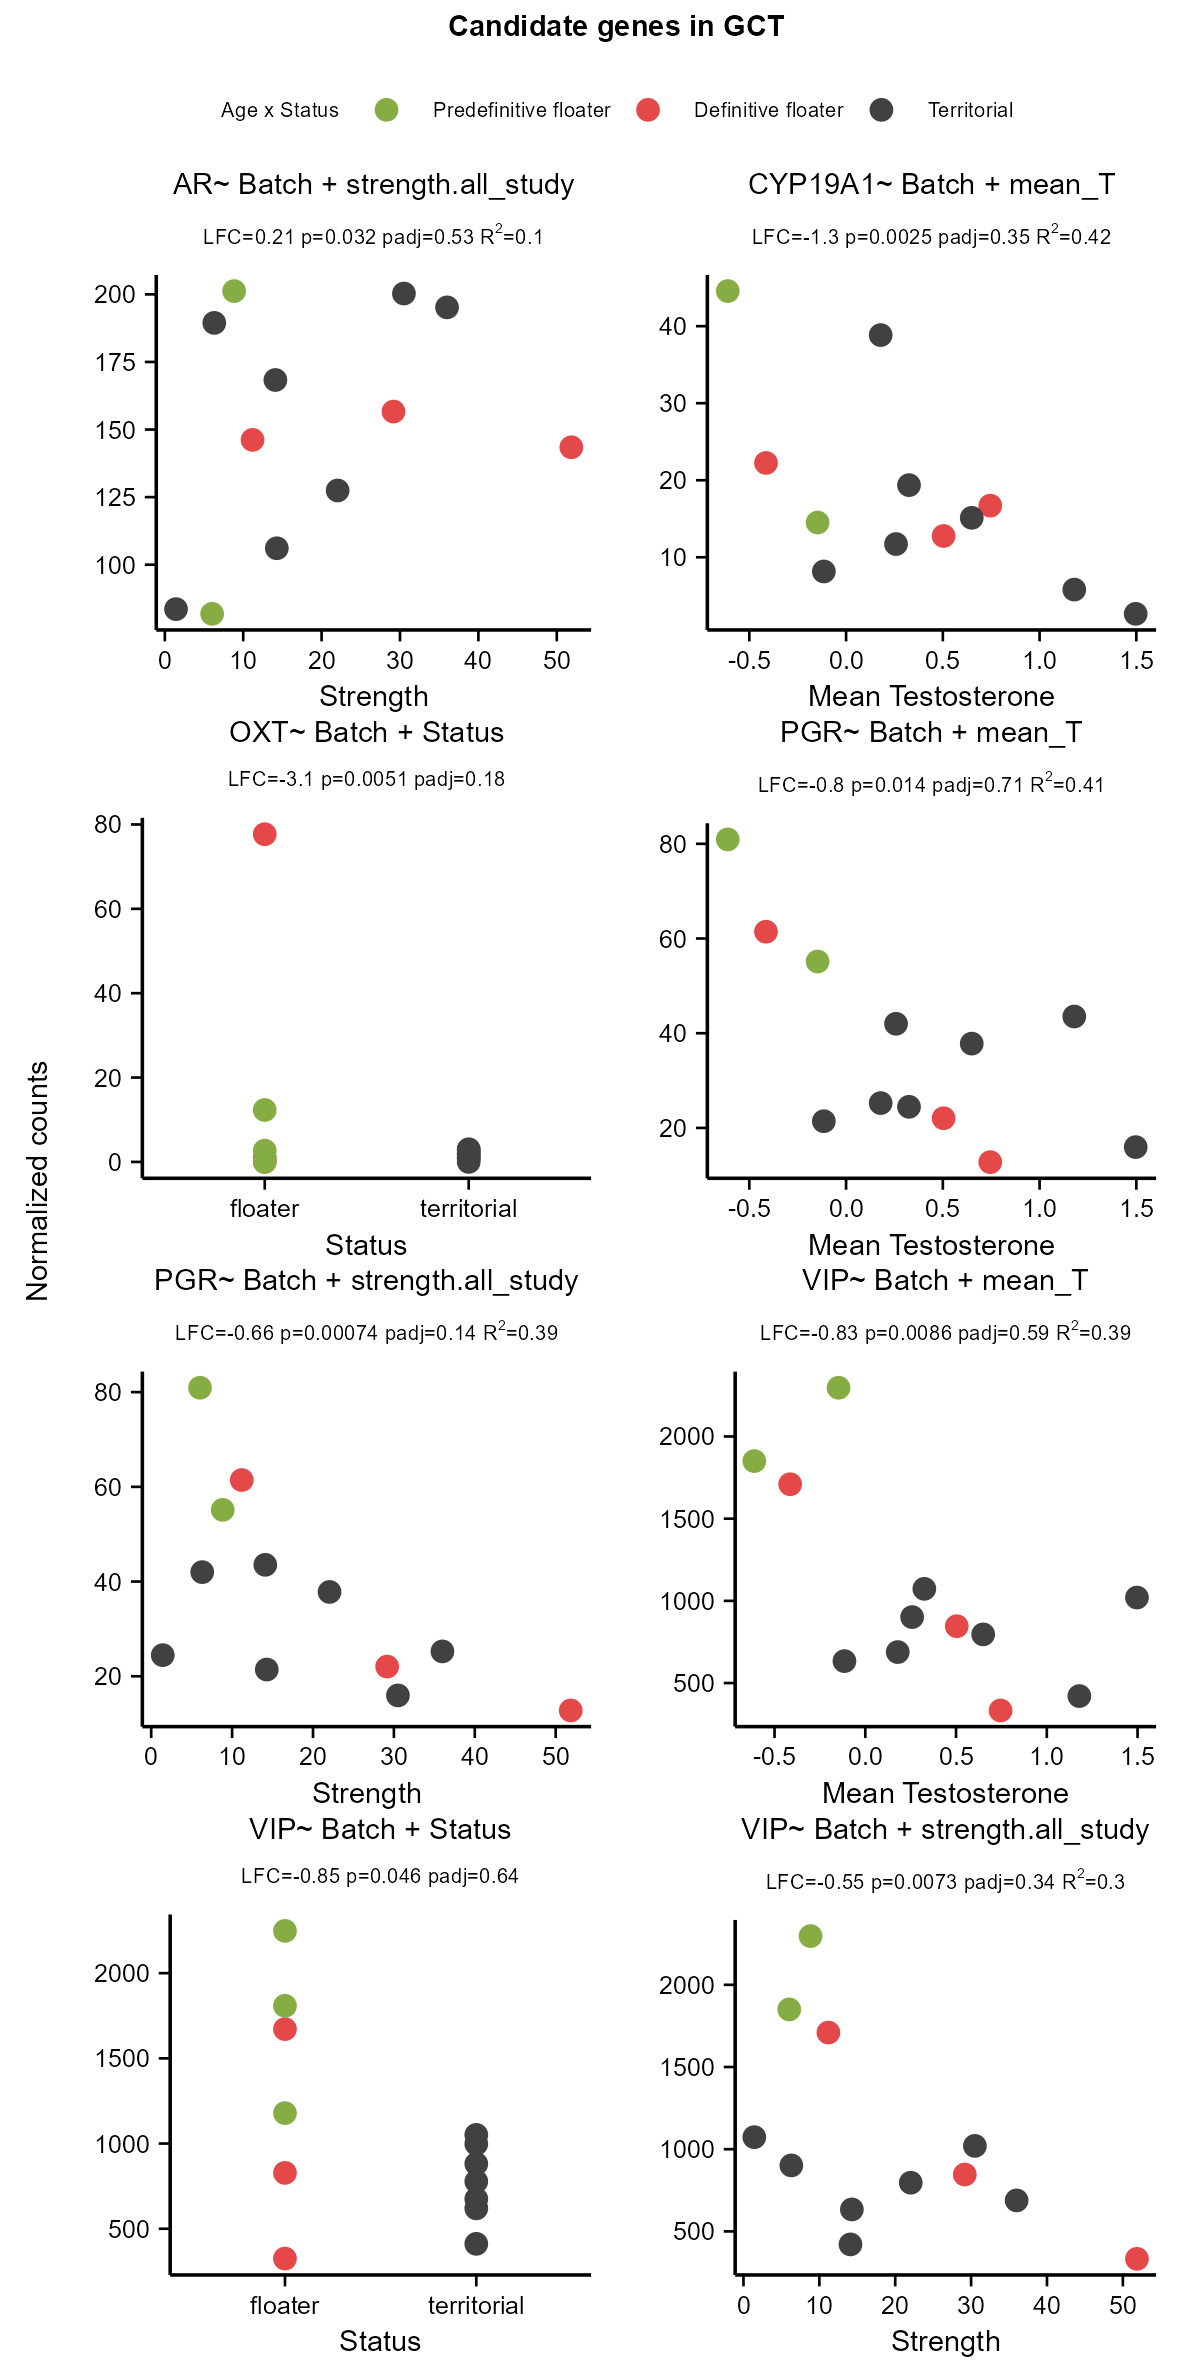 Candidate genes in GCT
Age x Status Predefinitive floater Definitive floater Territorial
Normalized counts
AR~ Batch + strength.all_study
LFC=0.21 p=0.032 padj=0.53 R²=0.1
200
175
150
125
100
0 10 20 30 40 50
Strength
CYP19A1~ Batch + mean_T
LFC=-1.3 p=0.0025 padj=0.35 R²=0.42
40
30
20
10
-0.5 0.0 0.5 1.0 1.5
Mean Testosterone
OXT~ Batch + Status
LFC=-3.1 p=0.0051 padj=0.18
80
60
40
20
0
floater territorial
Status
PGR~ Batch + mean_T
LFC=-0.8 p=0.014 padj=0.71 R²=0.41
80
60
40
20
-0.5 0.0 0.5 1.0 1.5
Mean Testosterone
PGR~ Batch + strength.all_study
LFC=-0.66 p=0.00074 padj=0.14 R²=0.39
80
60
40
20
0 10 20 30 40 50
Strength
VIP~ Batch + mean_T
LFC=-0.83 p=0.0086 padj=0.59 R²=0.39
2000
1500
1000
500
-0.5 0.0 0.5 1.0 1.5
Mean Testosterone
VIP~ Batch + Status
LFC=-0.85 p=0.046 padj=0.64
2000
1500
1000
500
floater territorial
Status
VIP~ Batch + strength.all_study
LFC=-0.55 p=0.0073 padj=0.34 R²=0.3
2000
1500
1000
500
0 10 20 30 40 50
Strength